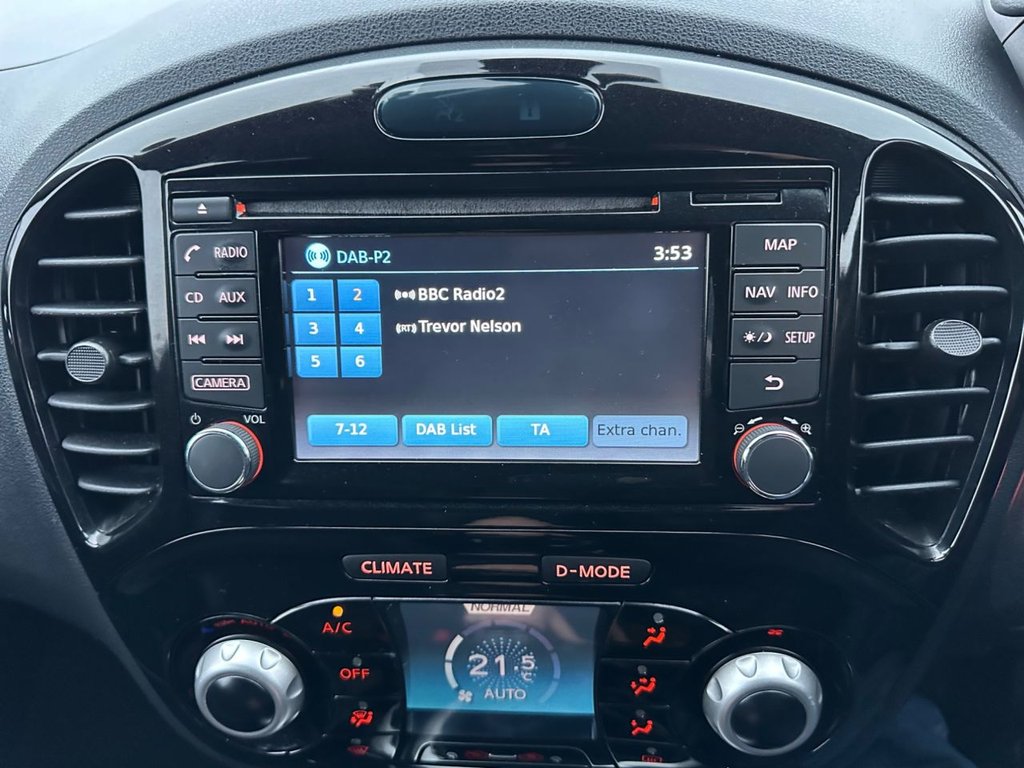 DAB-P2 3:53
1 2 BBC Radio2
3 4 (RT) Trevor Nelson
5 6
7-12 DAB List TA Extra chan.
RADIO
CD AUX
CAMERA
VOL
MAP
NAV INFO
SETUP
CLIMATE D-MODE
NORMAL
A/C
OFF
21.5°C
AUTO